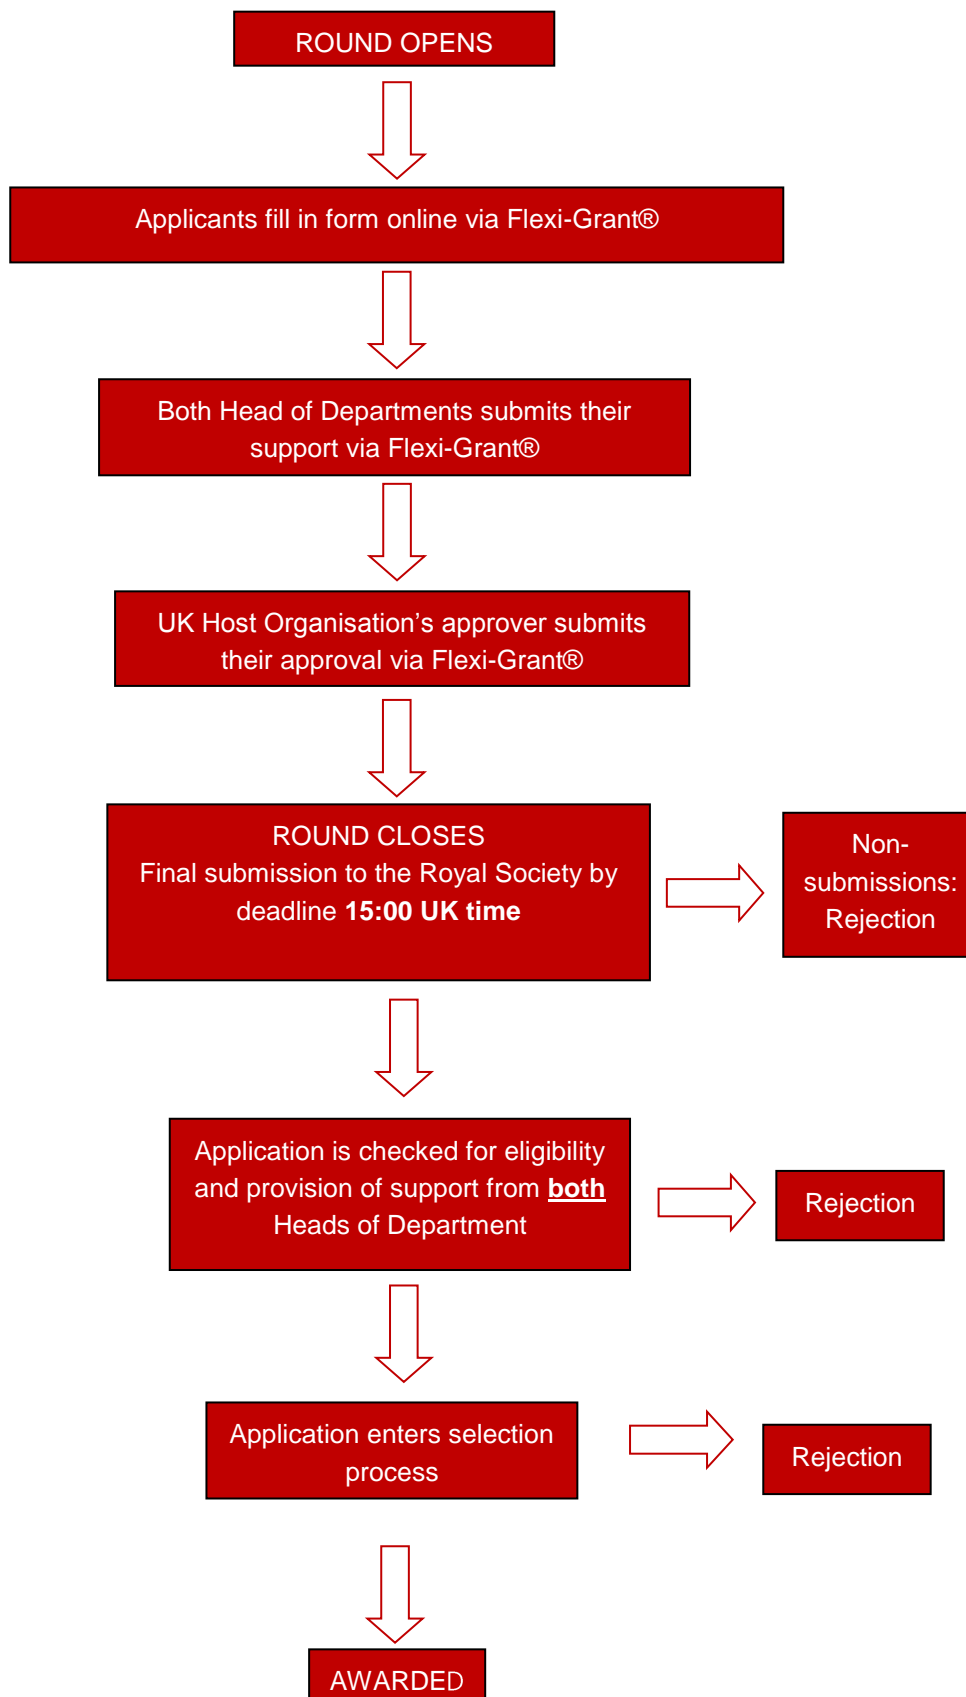 ROUND OPENS
Applicants fill in form online via Flexi-Grant®
Both Head of Departments submits their
support via Flexi-Grant®
UK Host Organisation’s approver submits
their approval via Flexi-Grant®
ROUND CLOSES
Final submission to the Royal Society by
deadline 15:00 UK time
Non-
submissions:
Rejection
Application is checked for eligibility
and provision of support from both
Heads of Department
Rejection
Application enters selection
process
Rejection
AWARDED